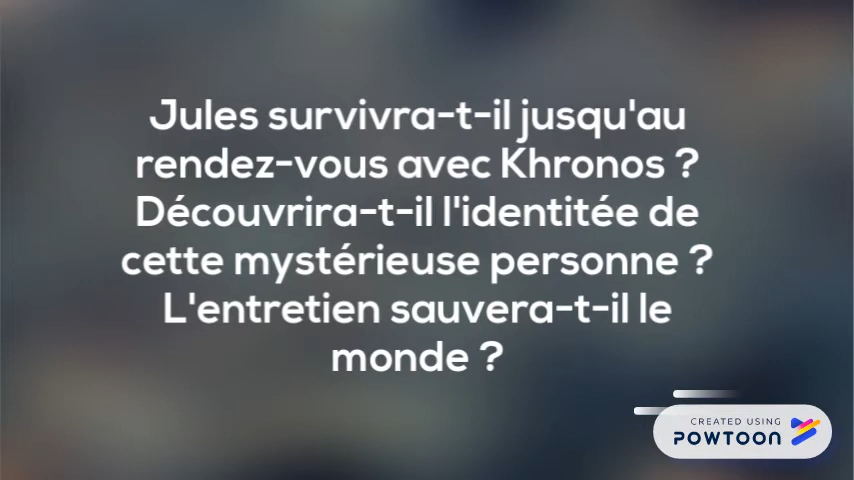 Jules survivra-t-il jusqu'au
rendez-vous avec Khronos ?
Découvrira-t-il l'identitée de
cette mystérieuse personne ?
L'entretien sauvera-t-il le
monde ?
CREATED USING
POWTOON